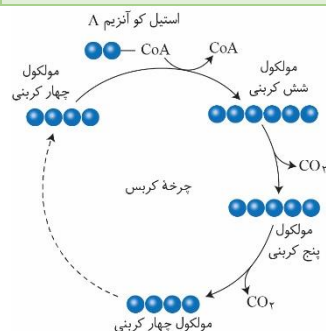 استیل کو آنزیم A
CoA
CoA
مولکول
چهار کربنی
مولکول
شش کربنی
CO۲
چرخهٔ کربس
مولکول
پنج کربنی
CO۲
مولکول چهار کربنی